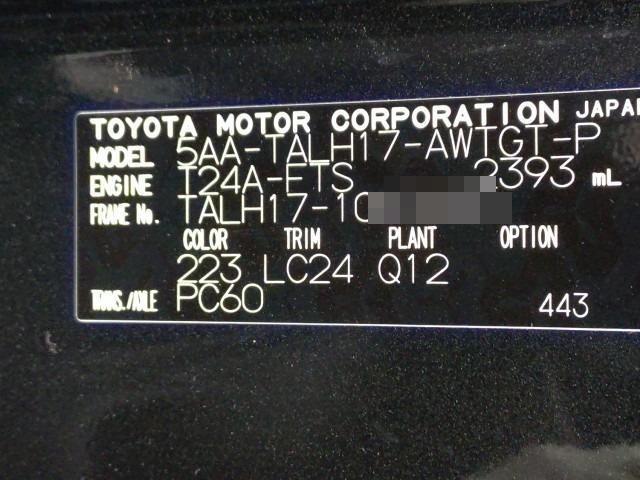 TOYOTA MOTOR CORPORATION JAPAN
MODEL 5AA-TALH17-AWTGT-P
ENGINE T24A-FTS 2393 mL
FRAME No. TALH17-10
COLOR TRIM PLANT OPTION
223 LC24 Q12
TRANS./AXLE PC60 443